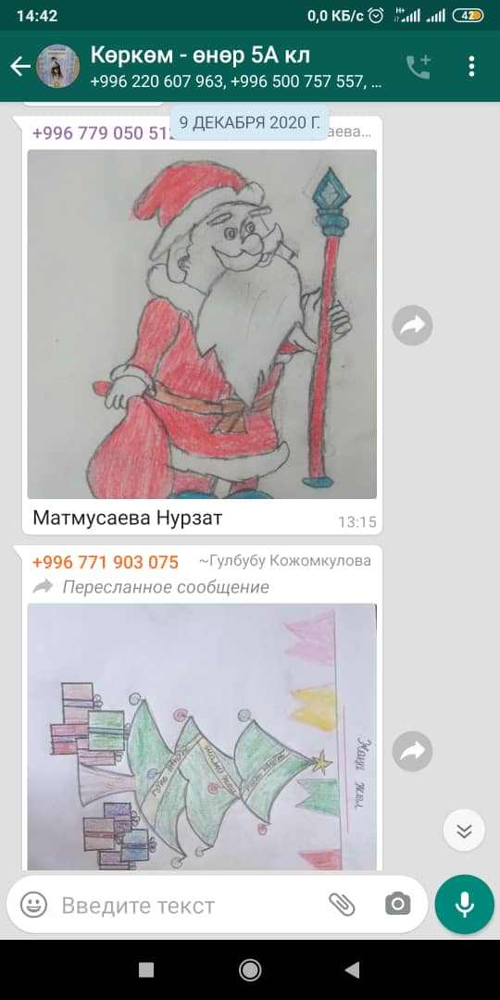 14:42
0,0 КБ/с
42
Көркөм - өнөр 5А кл
+996 220 607 963, +996 500 757 557, ...
9 ДЕКАБРЯ 2020 Г.
+996 779 050 51
аева...
Матмусаева Нурзат
13:15
+996 771 903 075
~Гулбубу Кожомкулова
Пересланное сообщение
Жаңы жыл
Введите текст